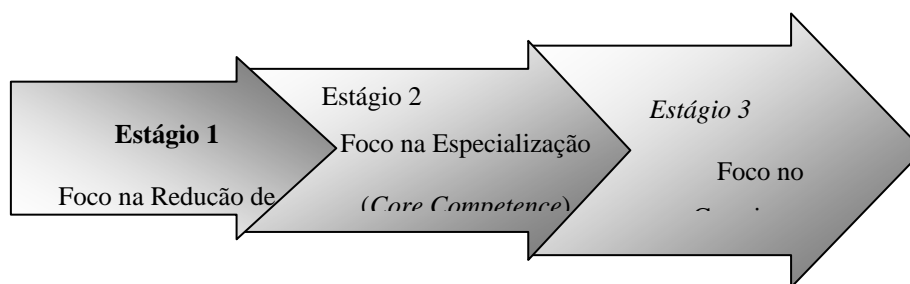 Estágio 1
Foco na Redução de
Estágio 2
Foco na Especialização
(Core Competence)
Estágio 3
Foco no